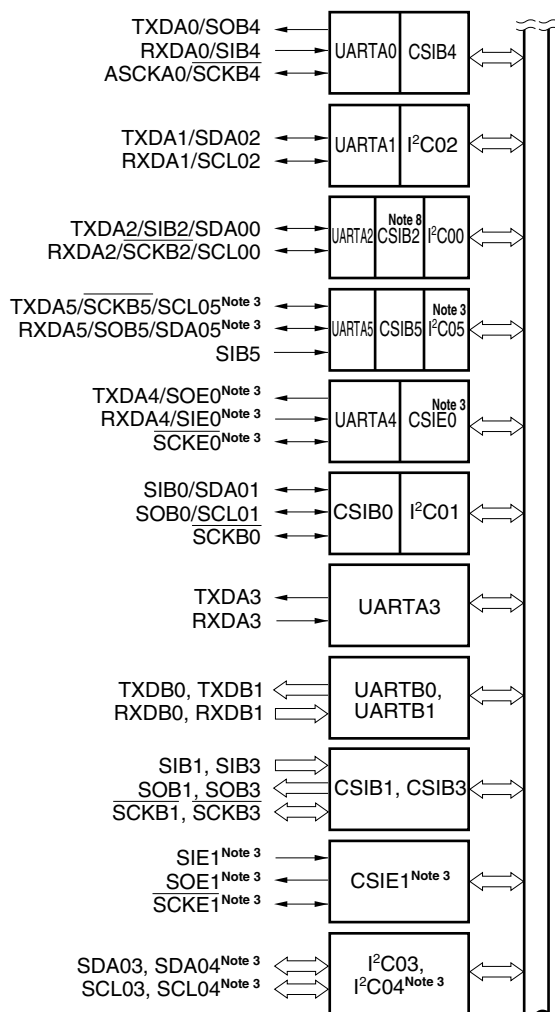 TXDA0/SOB4
RXDA0/SIB4
ASCKA0/SCKB4
UARTA0
CSIB4
TXDA1/SDA02
RXDA1/SCL02
UARTA1
I²C02
TXDA2/SIB2/SDA00
RXDA2/SCKB2/SCL00
UARTA2
Note 8
CSIB2
I²C00
TXDA5/SCKB5/SCL05Note 3
RXDA5/SOB5/SDA05Note 3
SIB5
UARTA5
CSIB5
Note 3
I²C05
TXDA4/SOE0Note 3
RXDA4/SIE0Note 3
SCKE0Note 3
UARTA4
Note 3
CSIE0
SIB0/SDA01
SOB0/SCL01
SCKB0
CSIB0
I²C01
TXDA3
RXDA3
UARTA3
TXDB0, TXDB1
RXDB0, RXDB1
UARTB0,
UARTB1
SIB1, SIB3
SOB1, SOB3
SCKB1, SCKB3
CSIB1, CSIB3
SIE1Note 3
SOE1Note 3
SCKE1Note 3
CSIE1Note 3
SDA03, SDA04Note 3
SCL03, SCL04Note 3
I²C03,
I²C04Note 3